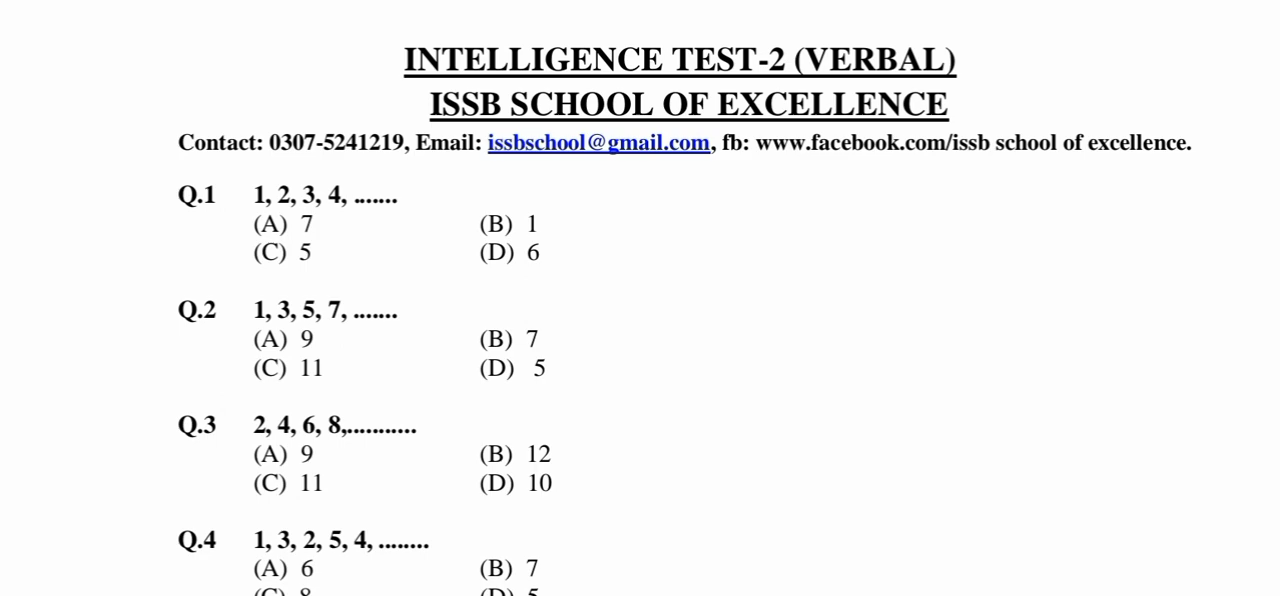 INTELLIGENCE TEST-2 (VERBAL)
ISSB SCHOOL OF EXCELLENCE
Contact: 0307-5241219, Email: issbschool@gmail.com, fb: www.facebook.com/issb school of excellence.
Q.1 1, 2, 3, 4, .......
(A) 7 (B) 1
(C) 5 (D) 6
Q.2 1, 3, 5, 7, .......
(A) 9 (B) 7
(C) 11 (D) 5
Q.3 2, 4, 6, 8,...........
(A) 9 (B) 12
(C) 11 (D) 10
Q.4 1, 3, 2, 5, 4, ........
(A) 6 (B) 7